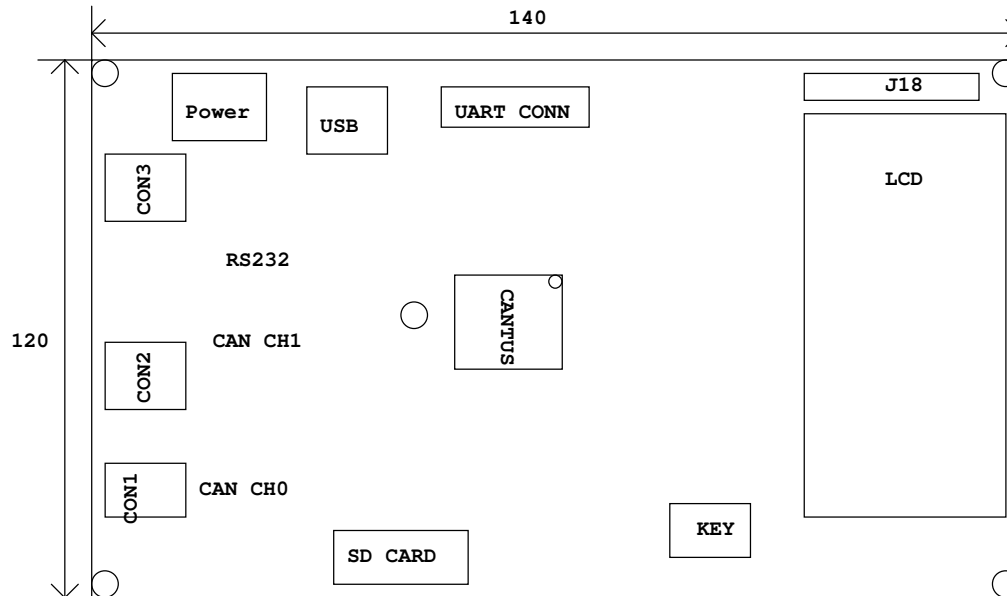 140
J18
Power
UART CONN
USB
LCD
CON3
RS232
CANTUS
120
CAN CH1
CON2
CAN CH0
CON1
KEY
SD CARD